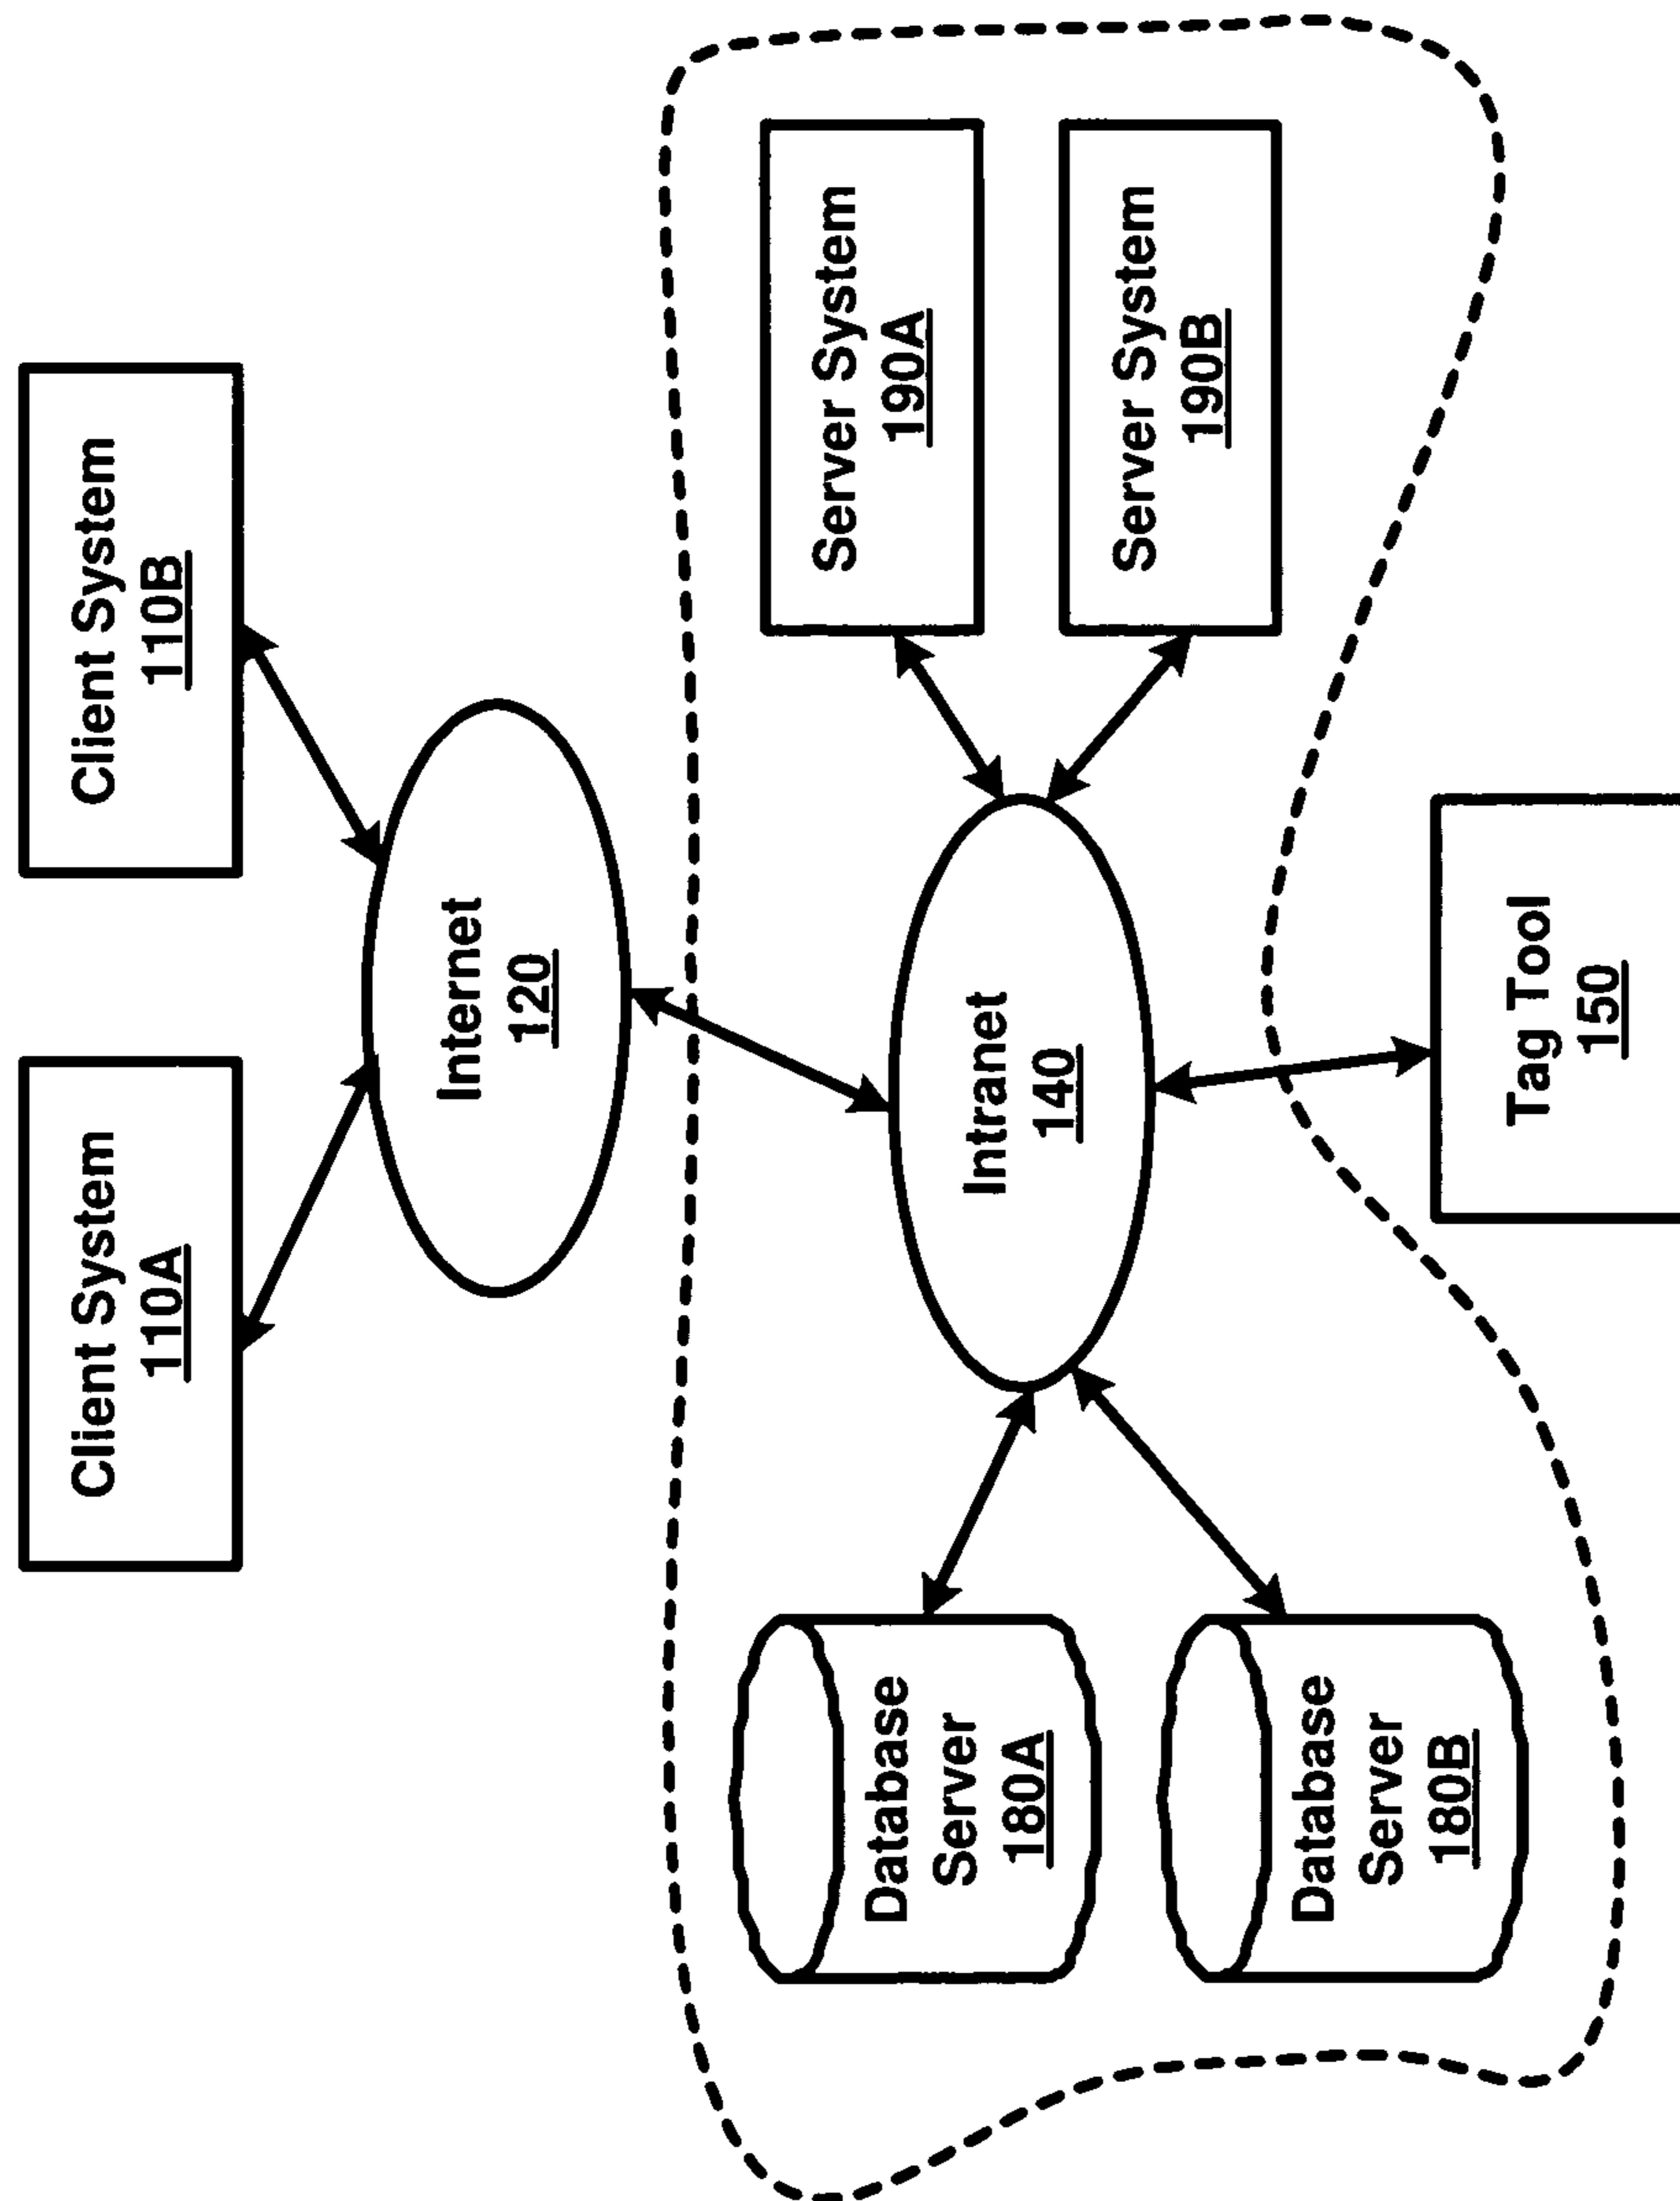 Client System
110A
Client System
110B
Internet
120
Database
Server
180A
Intranet
140
Server System
190A
Database
Server
180B
Server System
190B
Tag Tool
150